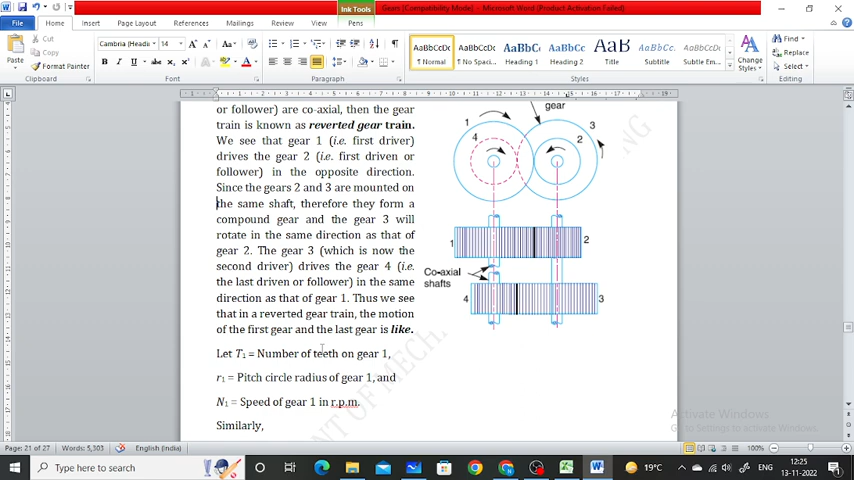 Ink Tools
Gears [Compatibility Mode] - Microsoft Word (Product Activation Failed)
File Home Insert Page Layout References Mailings Review View Pens
Paste
Cut
Copy
Format Painter
Clipboard
Cambria (Headi 14
Font
Paragraph
AaBbCcDc
¶ Normal
AaBbCcDc
¶ No Spaci...
AaBbCc
Heading 1
AaBbCc
Heading 2
AaB
Title
AaBbCc.
Subtitle
AaBbCcDc
Subtle Em...
Change
Styles
Styles
Find
Replace
Select
Editing
or follower) are co-axial, then the gear
train is known as reverted gear train.
We see that gear 1 (i.e. first driver)
drives the gear 2 (i.e. first driven or
follower) in the opposite direction.
Since the gears 2 and 3 are mounted on
the same shaft, therefore they form a
compound gear and the gear 3 will
rotate in the same direction as that of
gear 2. The gear 3 (which is now the
second driver) drives the gear 4 (i.e.
the last driven or follower) in the same
direction as that of gear 1. Thus we see
that in a reverted gear train, the motion
of the first gear and the last gear is like.
Let T1 = Number of teeth on gear 1,
r1 = Pitch circle radius of gear 1, and
N1 = Speed of gear 1 in r.p.m.
Similarly,
gear
1
4
3
2
1
2
Co-axial
shafts
4
3
Activate Windows
Go to Settings to activate Windows.
Page: 21 of 27 Words: 5,303 English (India) 100%
Type here to search
19°C
ENG
12:25
13-11-2022